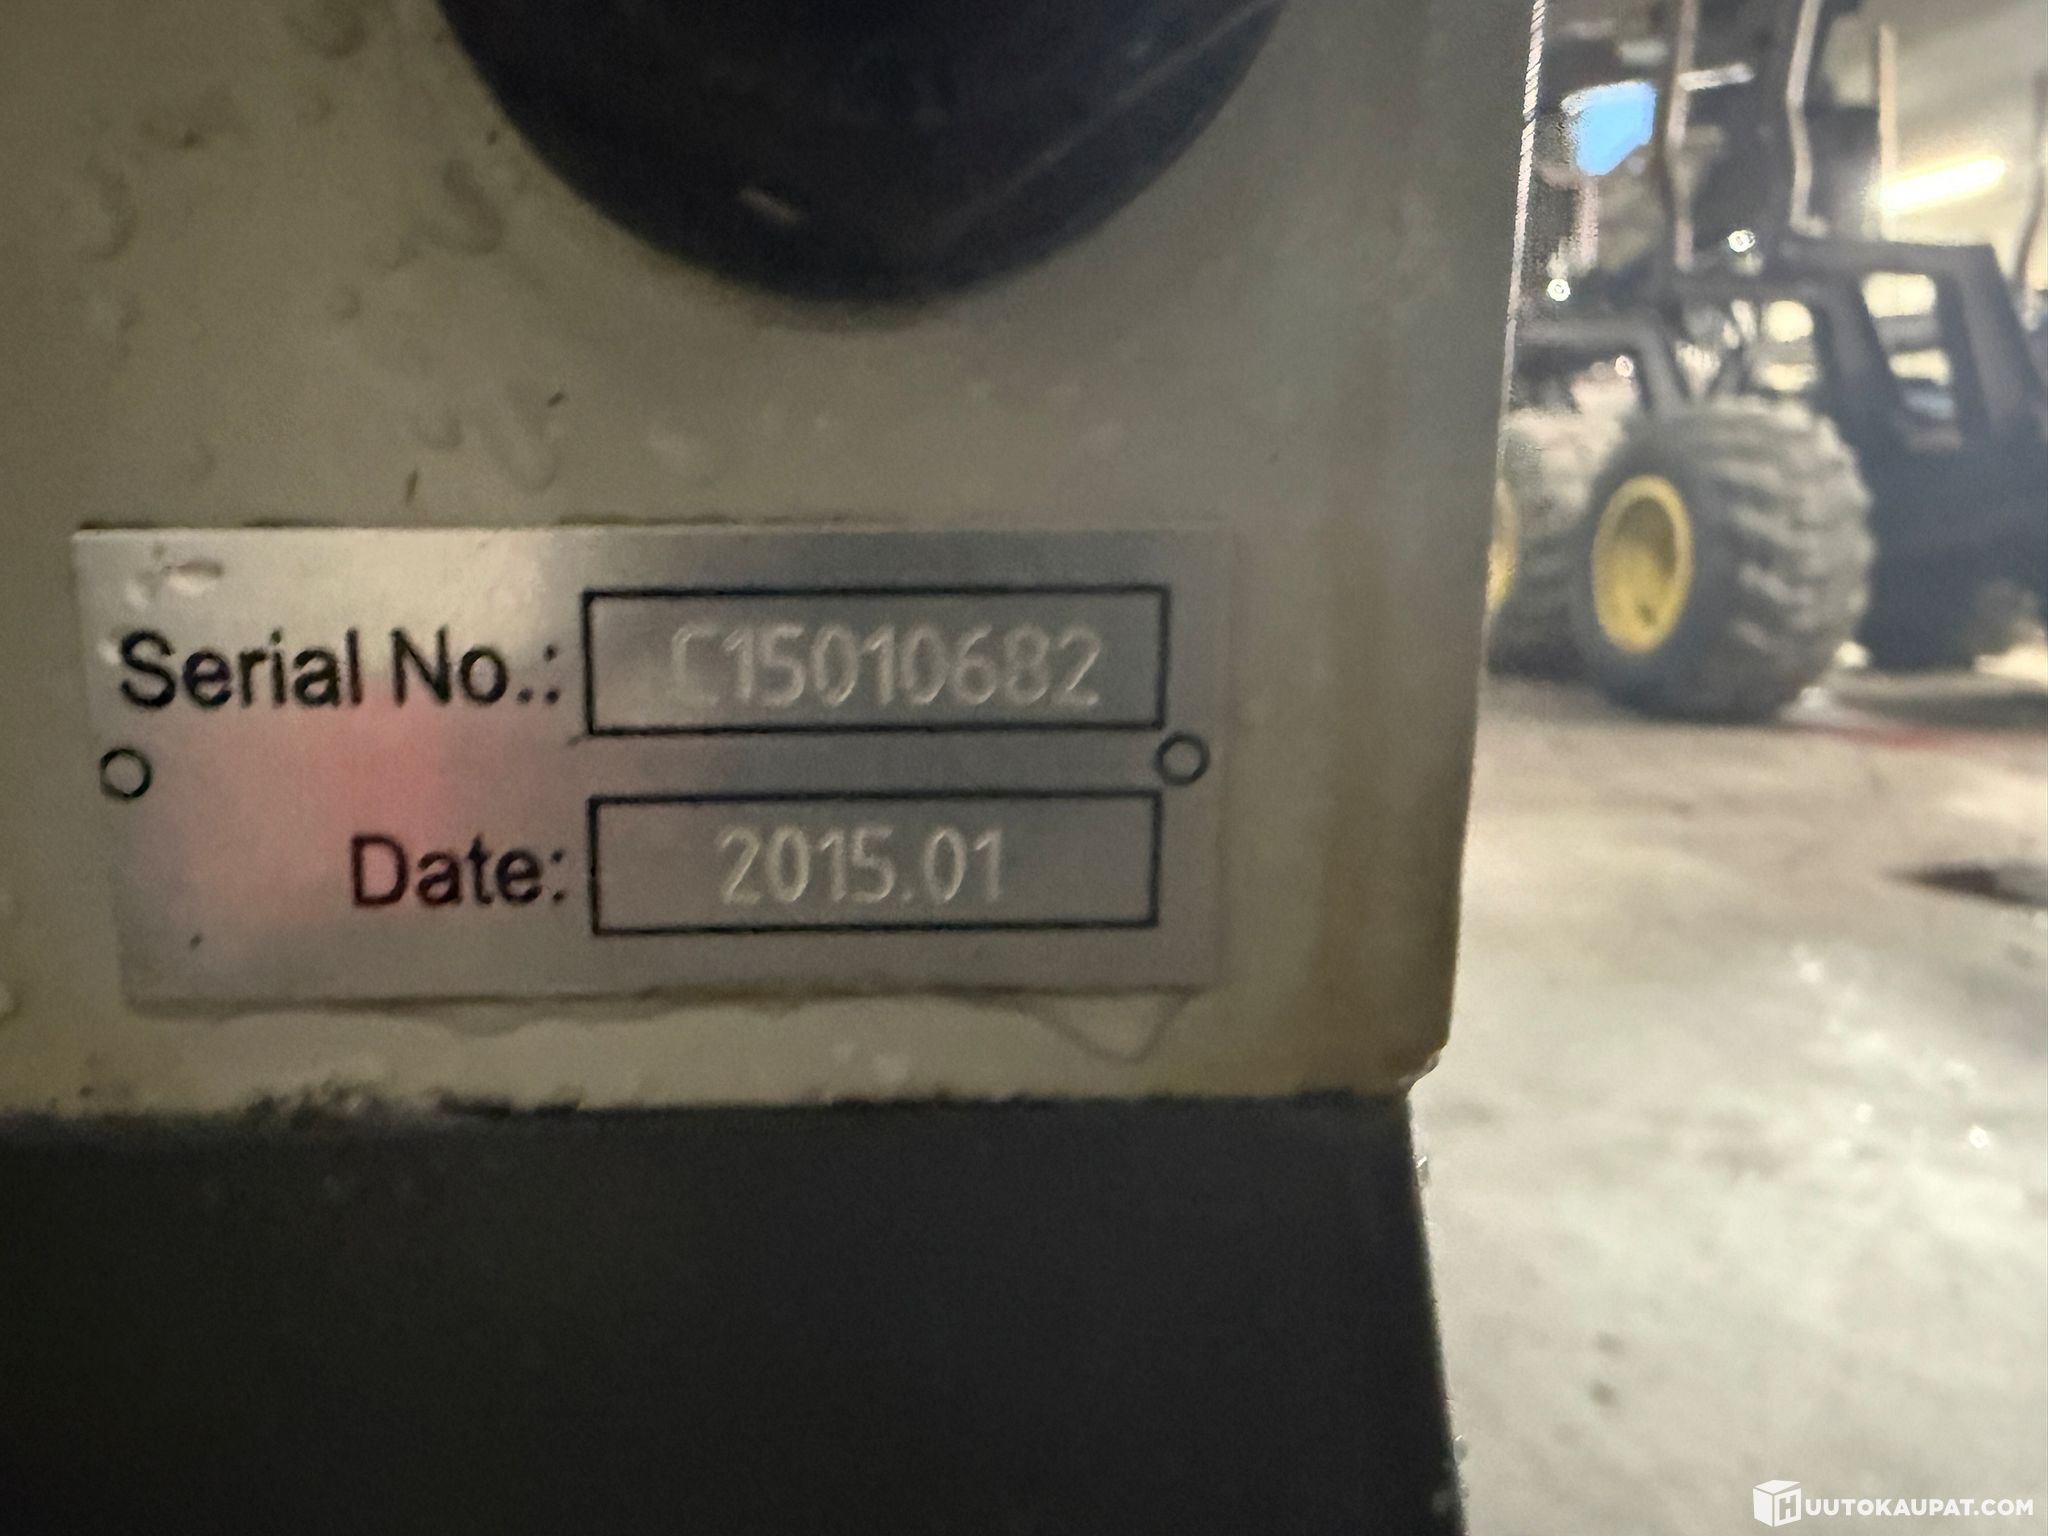 Serial No.: C15010682
Date: 2015.01
HUUTOKAUPAT.COM